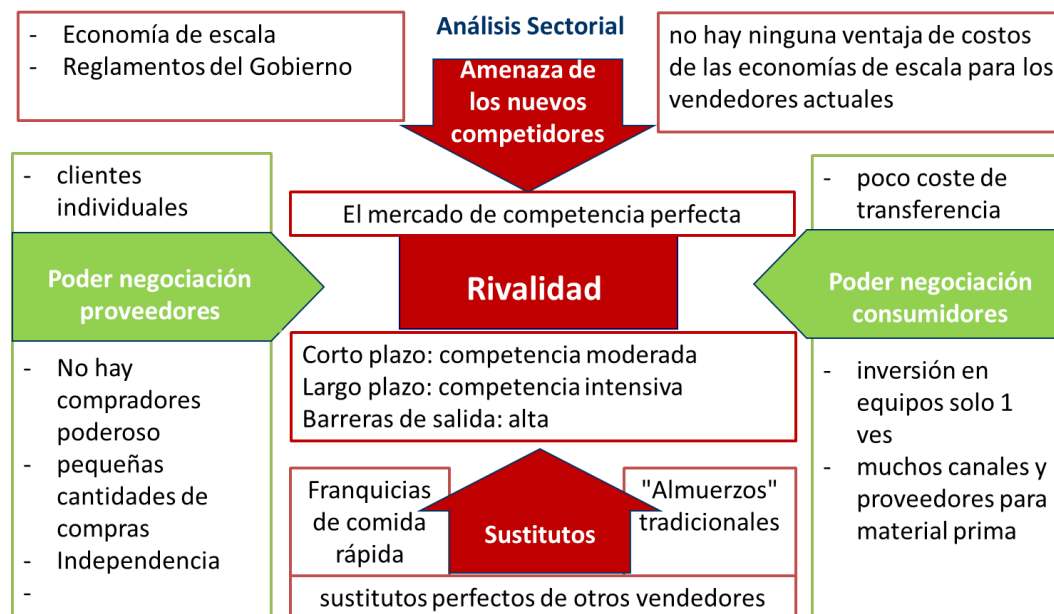 Análisis Sectorial
- Economía de escala
- Reglamentos del Gobierno
Amenaza de
los nuevos
competidores
no hay ninguna ventaja de costos
de las economías de escala para los
vendedores actuales
- clientes
individuales
Poder negociación
proveedores
- No hay
compradores
poderoso
- pequeñas
cantidades de
compras
- Independencia
-
El mercado de competencia perfecta
Rivalidad
Corto plazo: competencia moderada
Largo plazo: competencia intensiva
Barreras de salida: alta
- poco coste de
transferencia
Poder negociación
consumidores
- inversión en
equipos solo 1
ves
- muchos canales y
proveedores para
material prima
Franquicias
de comida
rápida
Sustitutos
"Almuerzos"
tradicionales
sustitutos perfectos de otros vendedores